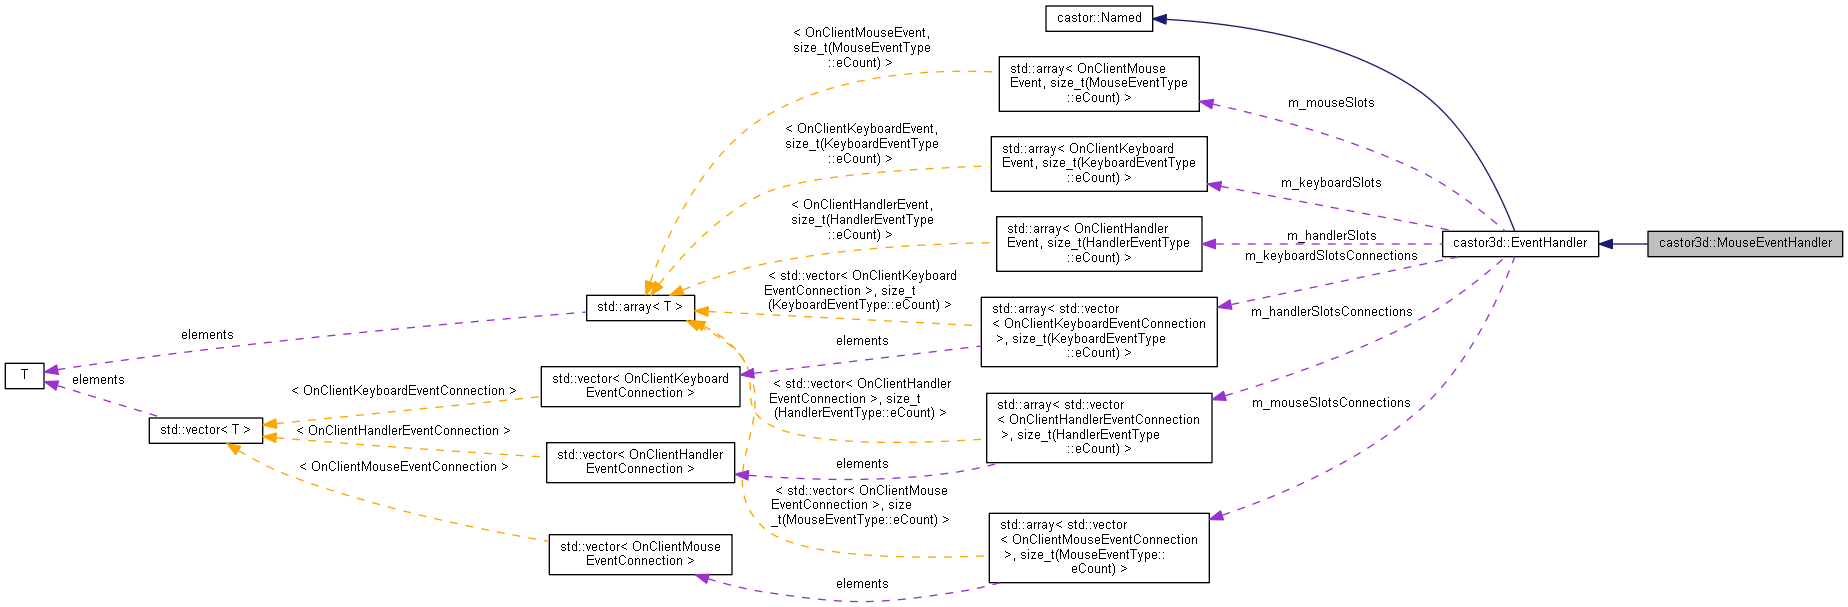 castor::Named
< OnClientMouseEvent,
size_t(MouseEventType
::eCount) >
std::array< OnClientMouse
Event, size_t(MouseEventType
::eCount) >
m_mouseSlots
< OnClientKeyboardEvent,
size_t(KeyboardEventType
::eCount) >
std::array< OnClientKeyboard
Event, size_t(KeyboardEventType
::eCount) >
m_keyboardSlots
< OnClientHandlerEvent,
size_t(HandlerEventType
::eCount) >
std::array< OnClientHandler
Event, size_t(HandlerEventType
::eCount) >
m_handlerSlots
castor3d::EventHandler
castor3d::MouseEventHandler
m_keyboardSlotsConnections
< std::vector< OnClientKeyboard
EventConnection >, size_t
(KeyboardEventType::eCount) >
std::array< T >
std::array< std::vector
< OnClientKeyboardEventConnection
>, size_t(KeyboardEventType
::eCount) >
m_handlerSlotsConnections
elements
elements
T
elements
std::vector< OnClientKeyboard
EventConnection >
< OnClientKeyboardEventConnection >
< std::vector< OnClientHandler
EventConnection >, size_t
(HandlerEventType::eCount) >
std::array< std::vector
< OnClientHandlerEventConnection
>, size_t(HandlerEventType
::eCount) >
m_mouseSlotsConnections
std::vector< T >
< OnClientHandlerEventConnection >
std::vector< OnClientHandler
EventConnection >
elements
< OnClientMouseEventConnection >
< std::vector< OnClientMouse
EventConnection >, size
_t(MouseEventType::eCount) >
std::array< std::vector
< OnClientMouseEventConnection
>, size_t(MouseEventType::
eCount) >
std::vector< OnClientMouse
EventConnection >
elements